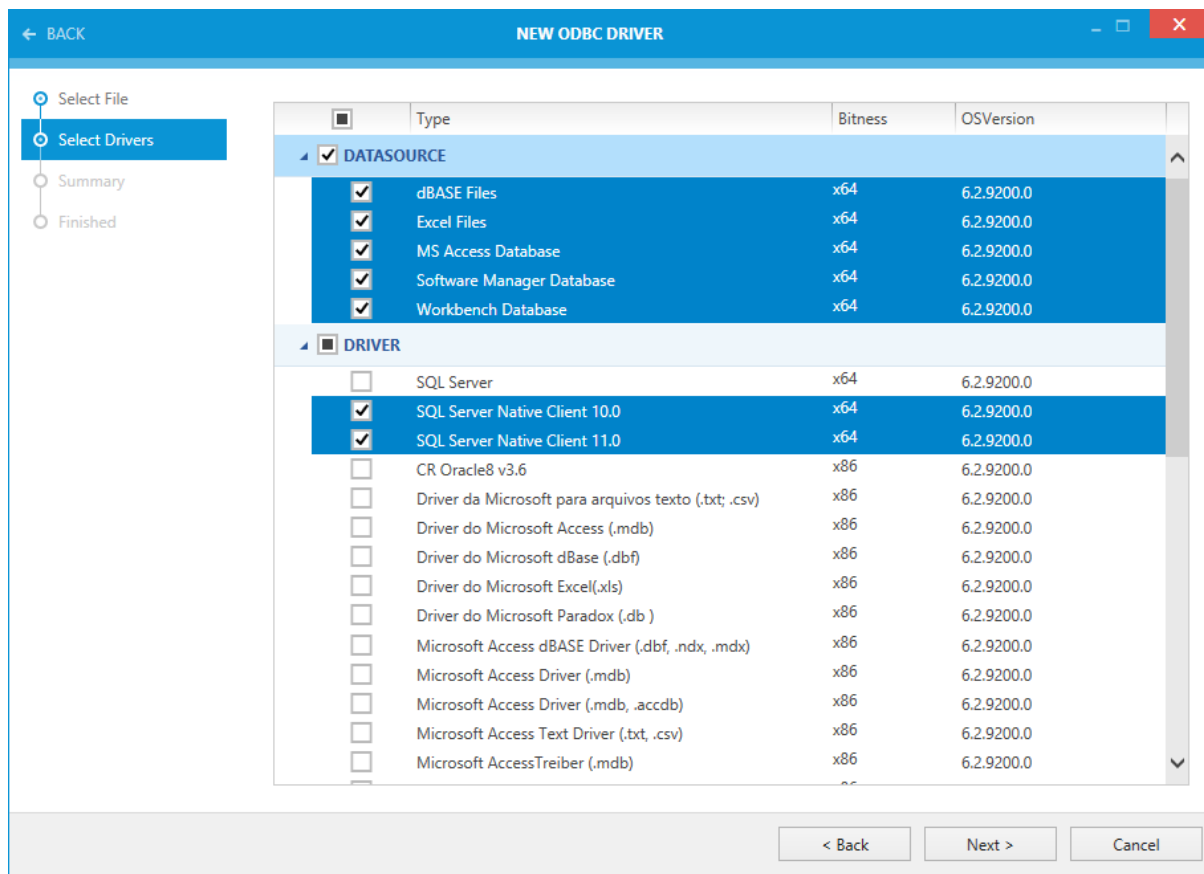 ← BACK NEW ODBC DRIVER
Select File
Select Drivers
Summary
Finished
Type Bitness OSVersion
DATASOURCE
dBASE Files x64 6.2.9200.0
Excel Files x64 6.2.9200.0
MS Access Database x64 6.2.9200.0
Software Manager Database x64 6.2.9200.0
Workbench Database x64 6.2.9200.0
DRIVER
SQL Server x64 6.2.9200.0
SQL Server Native Client 10.0 x64 6.2.9200.0
SQL Server Native Client 11.0 x64 6.2.9200.0
CR Oracle8 v3.6 x86 6.2.9200.0
Driver da Microsoft para arquivos texto (.txt; .csv) x86 6.2.9200.0
Driver do Microsoft Access (.mdb) x86 6.2.9200.0
Driver do Microsoft dBase (.dbf) x86 6.2.9200.0
Driver do Microsoft Excel(.xls) x86 6.2.9200.0
Driver do Microsoft Paradox (.db ) x86 6.2.9200.0
Microsoft Access dBASE Driver (.dbf, .ndx, .mdx) x86 6.2.9200.0
Microsoft Access Driver (.mdb) x86 6.2.9200.0
Microsoft Access Driver (.mdb, .accdb) x86 6.2.9200.0
Microsoft Access Text Driver (.txt, .csv) x86 6.2.9200.0
Microsoft AccessTreiber (.mdb) x86 6.2.9200.0
< Back Next > Cancel